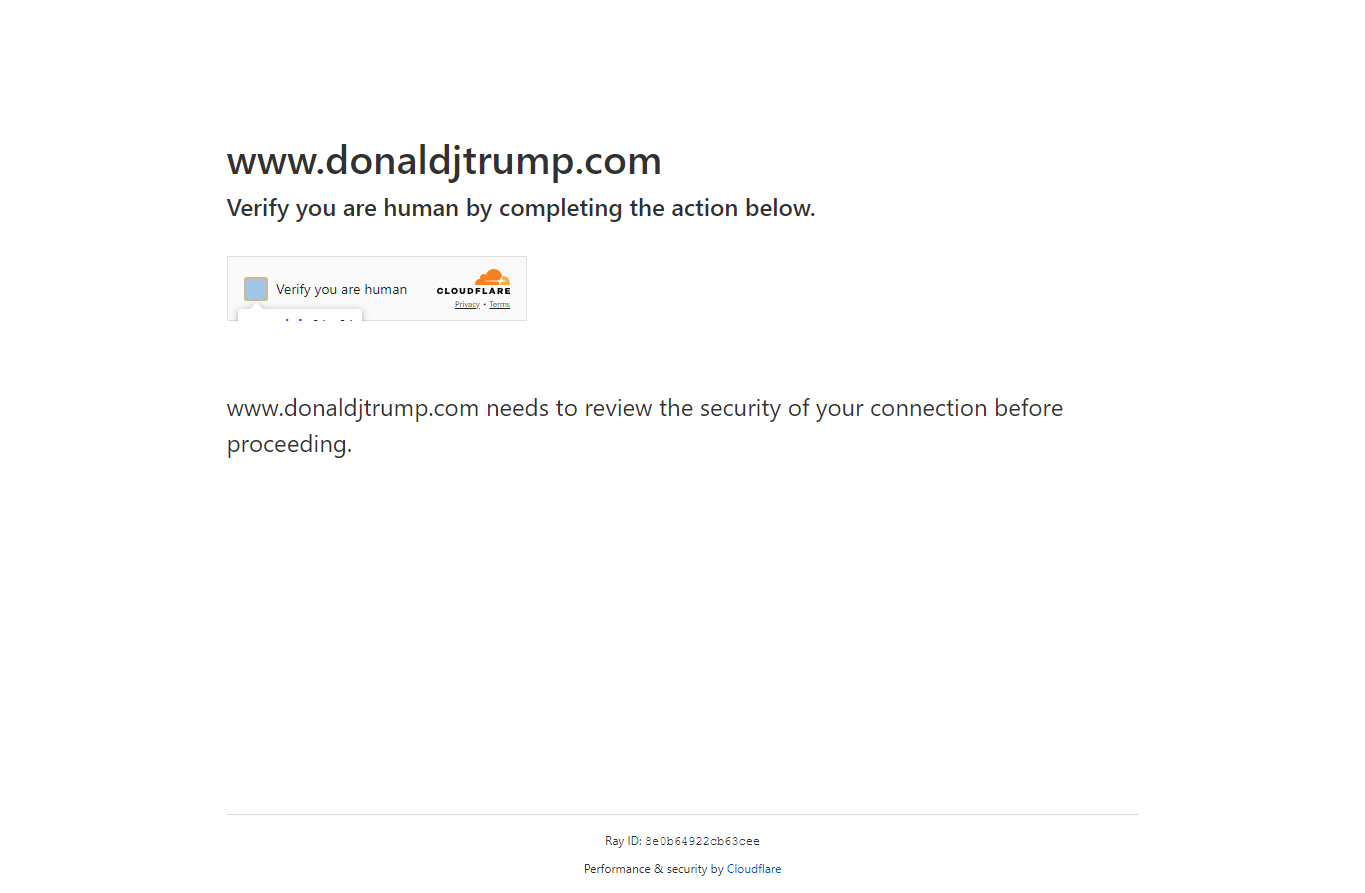 www.donaldjtrump.com
Verify you are human by completing the action below.
Verify you are human
CLOUDFLARE
Privacy • Terms
www.donaldjtrump.com needs to review the security of your connection before
proceeding.
Ray ID: 8e0b64922cb63cee
Performance & security by Cloudflare